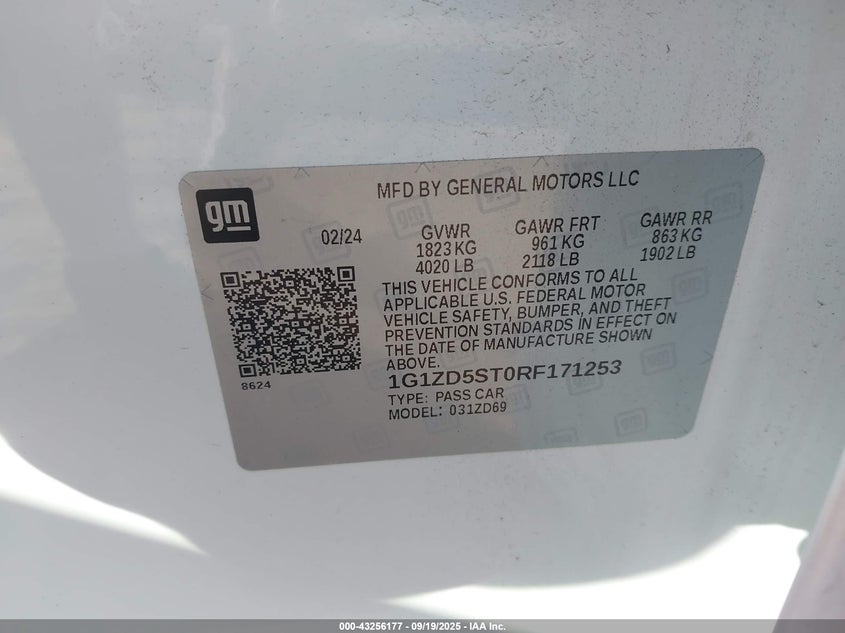 gm
MFD BY GENERAL MOTORS LLC
02/24
GVWR
1823 KG
4020 LB
GAWR FRT
961 KG
2118 LB
GAWR RR
863 KG
1902 LB
THIS VEHICLE CONFORMS TO ALL
APPLICABLE U.S. FEDERAL MOTOR
VEHICLE SAFETY, BUMPER, AND THEFT
PREVENTION STANDARDS IN EFFECT ON
THE DATE OF MANUFACTURE SHOWN
ABOVE.
8624
1G1ZD5ST0RF171253
TYPE: PASS CAR
MODEL: 031ZD69
000-43256177 - 09/19/2025 - IAA Inc.